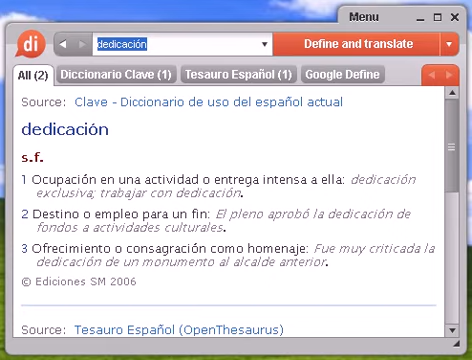 Menu
di
dedicación
Define and translate
All (2)
Diccionario Clave (1)
Tesauro Español (1)
Google Define
Source: Clave - Diccionario de uso del español actual
dedicación
s.f.
1 Ocupación en una actividad o entrega intensa a ella: dedicación
exclusiva; trabajar con dedicación.
2 Destino o empleo para un fin: El pleno aprobó la dedicación de
fondos a actividades culturales.
3 Ofrecimiento o consagración como homenaje: Fue muy criticada la
dedicación de un monumento al alcalde anterior.
© Ediciones SM 2006
Source: Tesauro Español (OpenThesaurus)